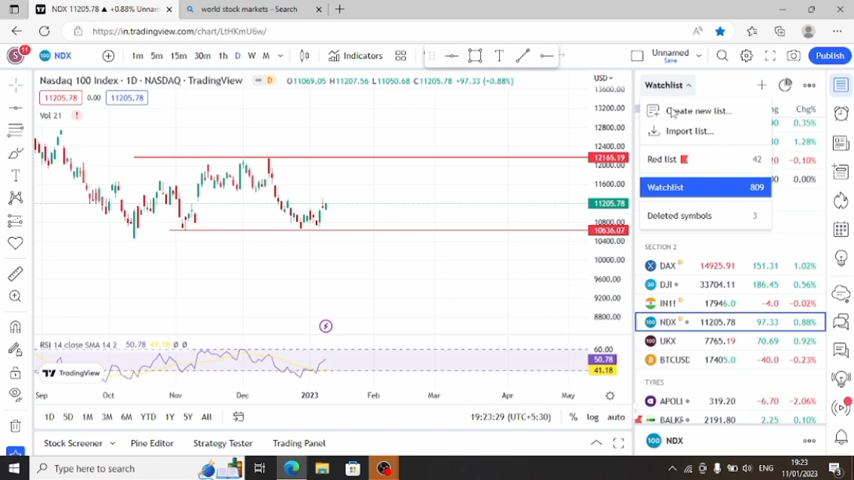 NDX 11205.78 ▲ +0.88% Unnam
world stock markets - Search
https://in.tradingview.com/chart/LtHKmU6w/
S 11 NDX 1m 5m 15m 30m 1h D W M Indicators Unnamed Save Publish
Nasdaq 100 Index · 1D · NASDAQ · TradingView D O11069.05 H11207.56 L11050.68 C11205.78 +97.33 (+0.88%)
11205.78 0.00 11205.78
Vol 21
USD
13600.00
13200.00
12800.00
12400.00
12165.19
12000.00
11600.00
11205.78
10800.00
10636.07
10400.00
10000.00
9600.00
9200.00
8800.00
RSI 14 close SMA 14 2 50.78 41.18 Ø Ø
60.00
50.78
41.18
TradingView
Sep Oct Nov Dec 2023 Feb Mar Apr May
1D 5D 1M 3M 6M YTD 1Y 5Y All
19:23:29 (UTC+5:30) % log auto
Stock Screener Pine Editor Strategy Tester Trading Panel
Watchlist
Create new list...
Import list...
Red list 42
Watchlist 809
Deleted symbols 3
Chg%
0.35%
1.28%
-0.10%
0.00%
SECTION 2
DAX 14925.91 151.31 1.02%
DJI 33704.11 186.45 0.56%
IN1! 17946.0 -4.0 -0.02%
NDX 11205.78 97.33 0.88%
UKX 7765.19 70.69 0.92%
BTCUSD 17405.0 -40.0 -0.23%
TYRES
APOLL 319.20 -6.70 -2.06%
BALKR 2191.80 2.25 0.10%
NDX
Type here to search
ENG
19:23
11/01/2023